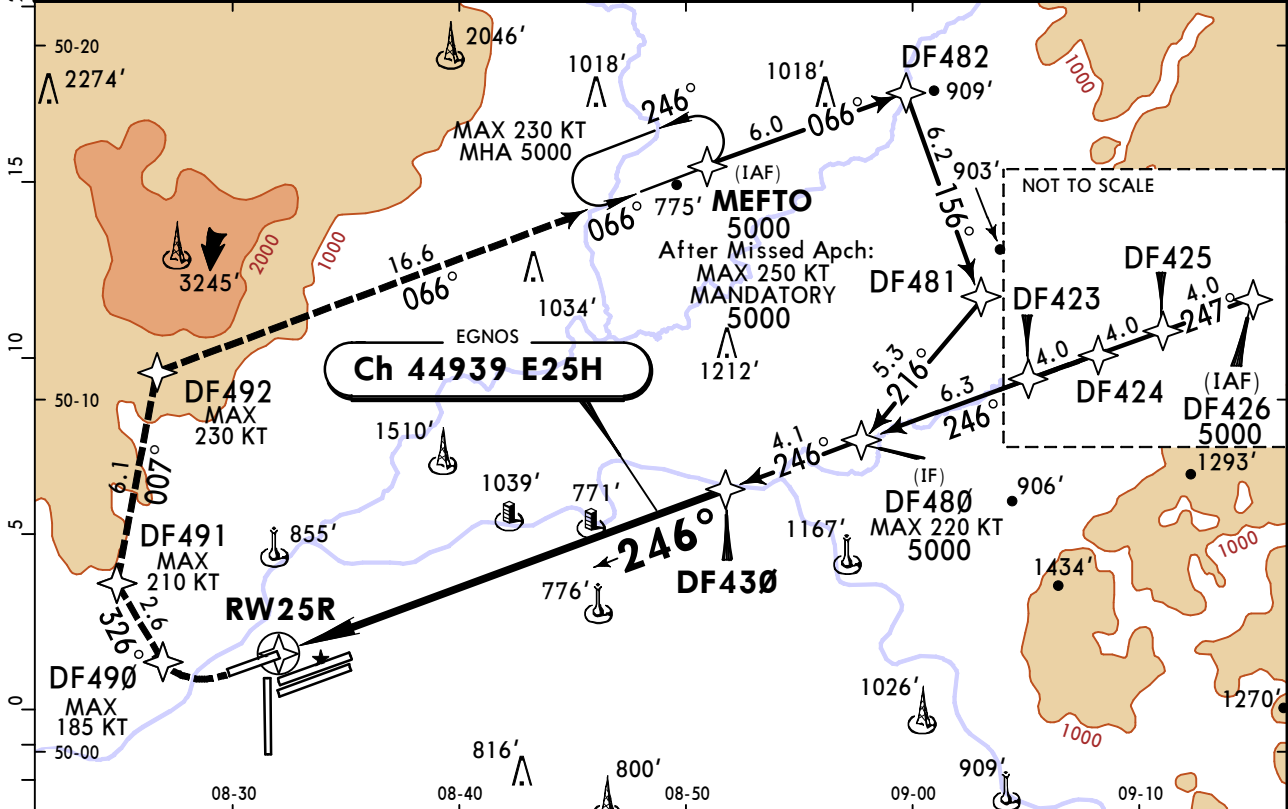 50-20
2046'
DF482
2274'
1018'
1018'
909'
246°
1000
MAX 230 KT
MHA 5000
6.0
066°
6.2
15
903'
(IAF)
NOT TO SCALE
775'
MEFTO
5000
066°
156°
After Missed Apch:
MAX 250 KT
MANDATORY
5000
2000
1000
16.6
066°
3245'
DF425
DF481
DF423
4.0
247°
1034'
EGNOS
Ch 44939 E25H
10
1212'
5.3
216°
4.0
4.0
DF492
MAX
230 KT
50-10
6.3
246°
DF424
(IAF)
DF426
5000
1510'
4.1
246°
6.1
007°
1039'
771'
(IF)
DF48Ø
MAX 220 KT
5000
906'
1293'
5
DF491
MAX
210 KT
855'
246°
1167'
1000
776'
DF43Ø
1434'
2.6
326°
RW25R
DF49Ø
MAX
185 KT
1026'
0
1270'
1000
50-00
816'
800'
909'
08-30
08-40
08-50
09-00
09-10